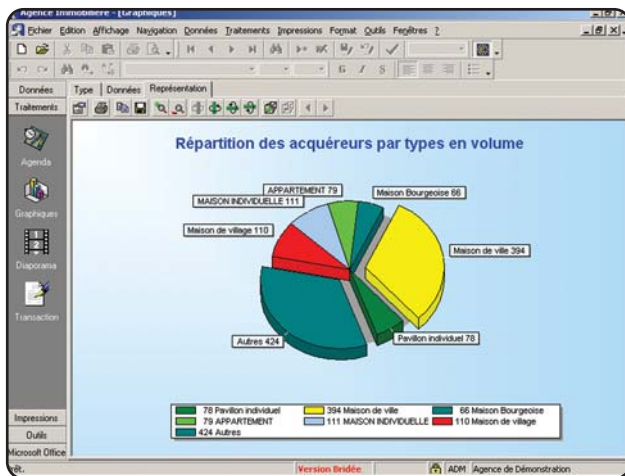 Agence Immobilière - [Graphiques]
Fichier Edition Affichage Navigation Données Traitements Impressions Format Outils Fenêtres ?
G I S
Données
Type Données Représentation
Traitements
Agenda
Graphiques
Diaporama
Transaction
Impressions
Outils
Microsoft Office
Répartition des acquéreurs par types en volume
APPARTEMENT 79
Maison Bourgeoise 66
MAISON INDIVIDUELLE 111
Maison de village 110
Maison de ville 394
Autres 424
Pavillon individuel 78
78 Pavillon individuel 394 Maison de ville 66 Maison Bourgeoise
79 APPARTEMENT 111 MAISON INDIVIDUELLE 110 Maison de village
424 Autres
rêt. Version Bridée ADM Agence de Démonstration